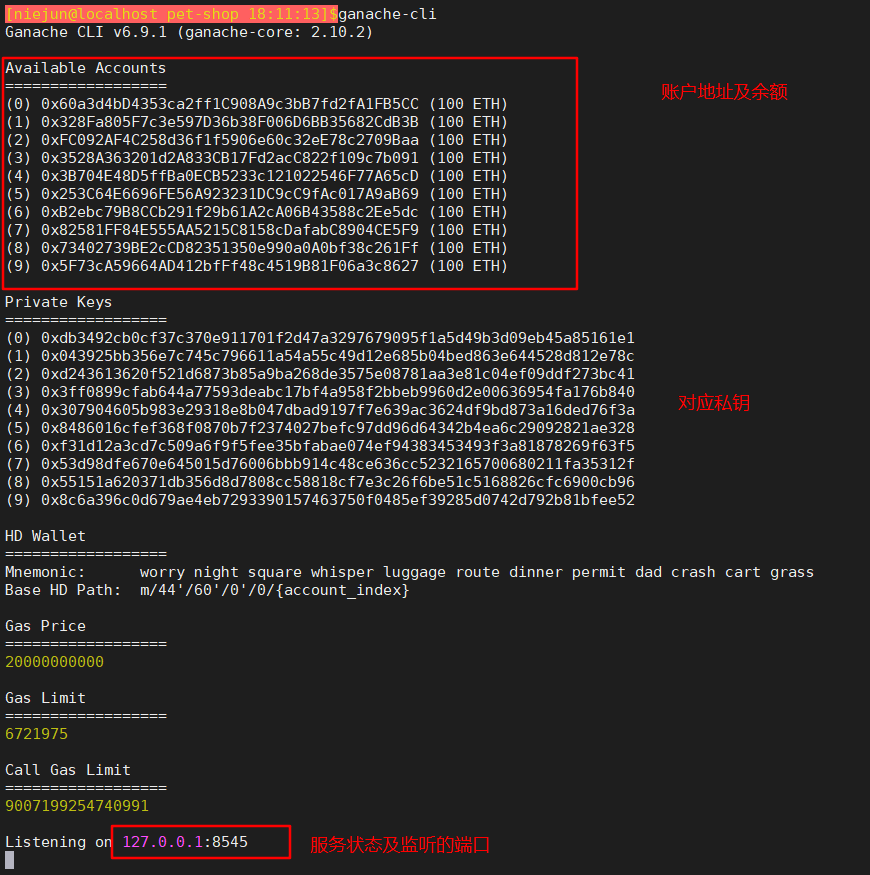 [niejun@localhost pet-shop 18:11:13]$ganache-cli
Ganache CLI v6.9.1 (ganache-core: 2.10.2)
Available Accounts
==================
账户地址及余额
(0) 0x60a3d4bD4353ca2ff1C908A9c3bB7fd2fA1FB5CC (100 ETH)
(1) 0x328Fa805F7c3e597D36b38F006D6BB35682CdB3B (100 ETH)
(2) 0xFC092AF4C258d36f1f5906e60c32eE78c2709Baa (100 ETH)
(3) 0x3528A363201d2A833CB17Fd2acC822f109c7b091 (100 ETH)
(4) 0x3B704E48D5ffBa0ECB5233c121022546F77A65cD (100 ETH)
(5) 0x253C64E6696FE56A923231DC9cC9fAc017A9aB69 (100 ETH)
(6) 0xB2ebc79B8CCb291f29b61A2cA06B43588c2Ee5dc (100 ETH)
(7) 0x82581FF84E555AA5215C8158cDafabC8904CE5F9 (100 ETH)
(8) 0x73402739BE2cCD82351350e990a0A0bf38c261Ff (100 ETH)
(9) 0x5F73cA59664AD412bfFf48c4519B81F06a3c8627 (100 ETH)
Private Keys
==================
(0) 0xdb3492cb0cf37c370e911701f2d47a3297679095f1a5d49b3d09eb45a85161e1
(1) 0x043925bb356e7c745c796611a54a55c49d12e685b04bed863e644528d812e78c
(2) 0xd243613620f521d6873b85a9ba268de3575e08781aa3e81c04ef09ddf273bc41
(3) 0x3ff0899cfab644a77593deabc17bf4a958f2bbeb9960d2e00636954fa176b840
(4) 0x307904605b983e29318e8b047dbad9197f7e639ac3624df9bd873a16ded76f3a
对应私钥
(5) 0x8486016cfef368f0870b7f2374027befc97dd96d64342b4ea6c29092821ae328
(6) 0xf31d12a3cd7c509a6f9f5fee35bfabae074ef94383453493f3a81878269f63f5
(7) 0x53d98dfe670e645015d76006bbb914c48ce636cc5232165700680211fa35312f
(8) 0x55151a620371db356d8d7808cc58818cf7e3c26f6be51c5168826cfc6900cb96
(9) 0x8c6a396c0d679ae4eb7293390157463750f0485ef39285d0742d792b81bfee52
HD Wallet
==================
Mnemonic:      worry night square whisper luggage route dinner permit dad crash cart grass
Base HD Path:  m/44'/60'/0'/0/{account_index}
Gas Price
==================
20000000000
Gas Limit
==================
6721975
Call Gas Limit
==================
9007199254740991
Listening on 127.0.0.1:8545
服务状态及监听的端口